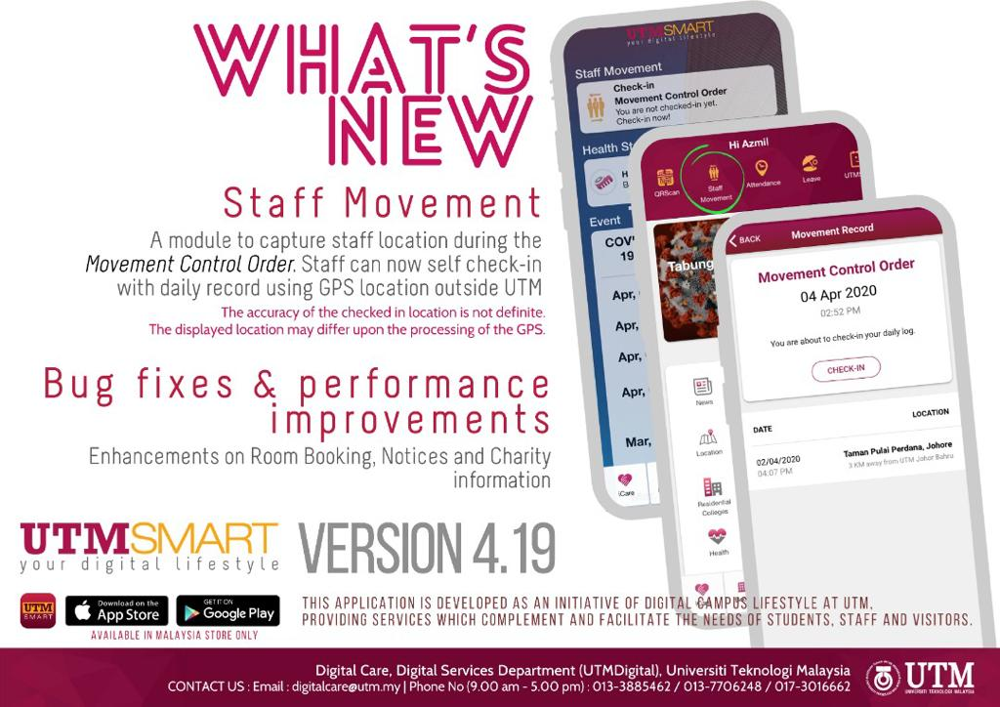 WHAT'S
NEW
Staff Movement
A module to capture staff location during the
Movement Control Order. Staff can now self check-in
with daily record using GPS location outside UTM
The accuracy of the checked in location is not definite.
The displayed location may differ upon the processing of the GPS.
Bug fixes & performance
improvements
Enhancements on Room Booking, Notices and Charity
information
UTMSMART
your digital lifestyle
VERSION 4.19
UTM
SMART
Download on the
App Store
GET IT ON
Google Play
AVAILABLE IN MALAYSIA STORE ONLY
THIS APPLICATION IS DEVELOPED AS AN INITIATIVE OF DIGITAL CAMPUS LIFESTYLE AT UTM,
PROVIDING SERVICES WHICH COMPLEMENT AND FACILITATE THE NEEDS OF STUDENTS, STAFF AND VISITORS.
UTMSMART
your digital lifestyle
Staff Movement
Check-in
Movement Control Order
You are not checked-in yet.
Check-in now!
Health St
H
B
Event
COV
19
Apr,
Apr,
Apr,
Apr,
Mar,
iCare
Hi Azmil
QRScan
Staff
Movement
Attendance
Leave
UTM
Tabung
News
Location
Residential
Colleges
Health
BACK
Movement Record
Movement Control Order
04 Apr 2020
02:52 PM
You are about to check-in your daily log.
CHECK-IN
DATE
LOCATION
02/04/2020
04:07 PM
Taman Pulai Perdana, Johore
3 KM away from UTM Johor Bahru
Digital Care, Digital Services Department (UTMDigital), Universiti Teknologi Malaysia
CONTACT US : Email : digitalcare@utm.my | Phone No (9.00 am - 5.00 pm) : 013-3885462 / 013-7706248 / 017-3016662
UTM
UNIVERSITI TEKNOLOGI MALAYSIA